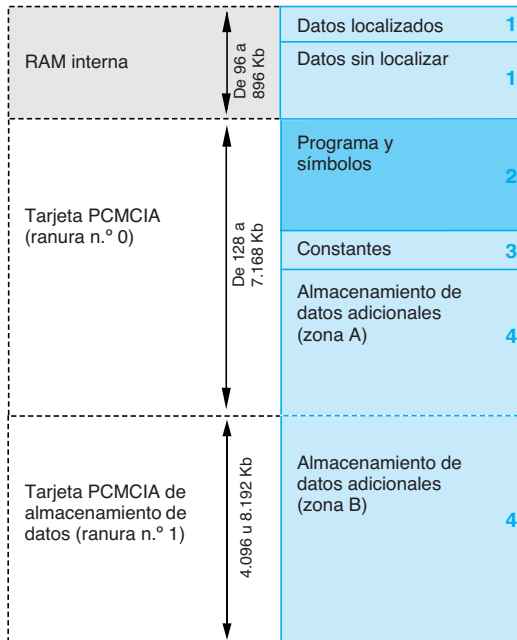 RAM interna
De 96 a
896 Kb
Datos localizados 1
Datos sin localizar
1
Tarjeta PCMCIA
(ranura n.º 0)
De 128 a
7.168 Kb
Programa y
símbolos
2
Constantes 3
Almacenamiento de
datos adicionales
(zona A) 4
Tarjeta PCMCIA de
almacenamiento de
datos (ranura n.º 1)
4.096 u 8.192 Kb
Almacenamiento de
datos adicionales
(zona B)
4